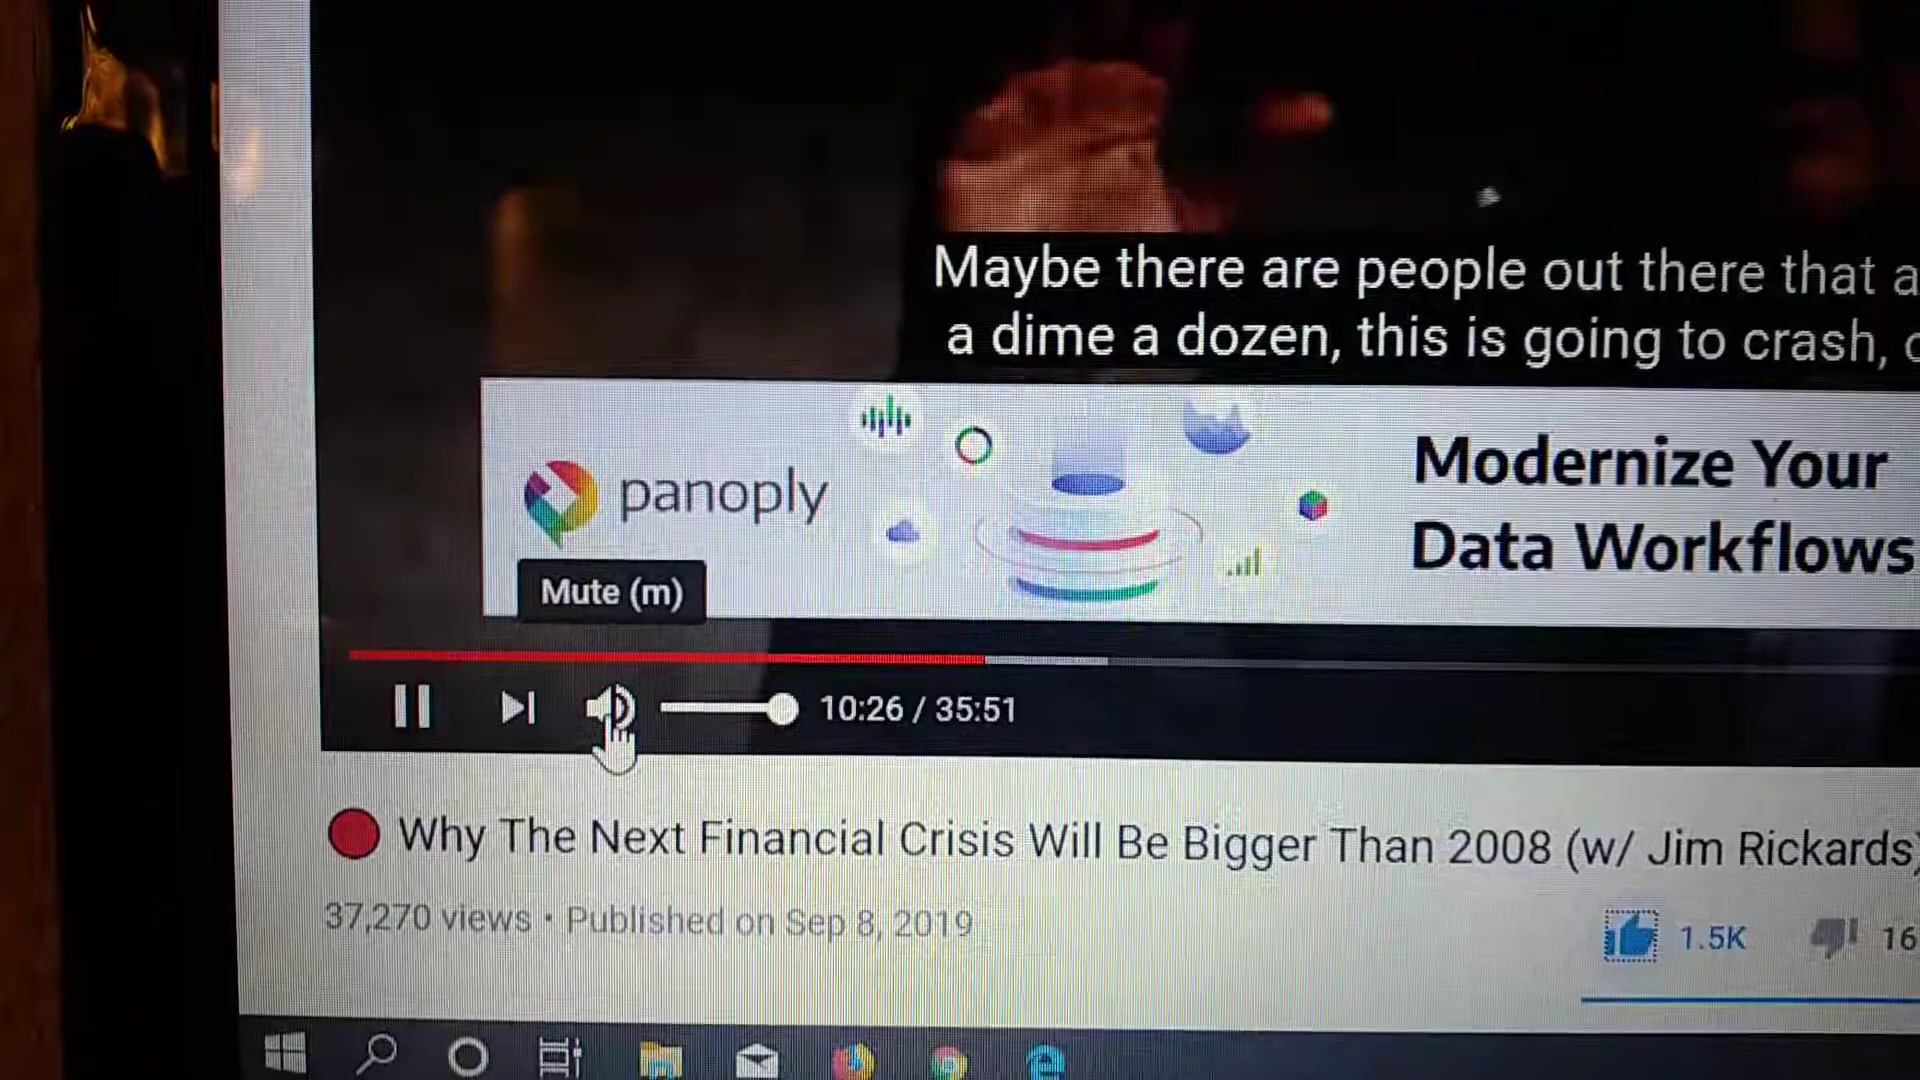 Maybe there are people out there that a
a dime a dozen, this is going to crash,
panoply
Modernize Your
Data Workflows
Mute (m)
10:26 / 35:51
Why The Next Financial Crisis Will Be Bigger Than 2008 (w/ Jim Rickards)
37,270 views • Published on Sep 8, 2019
1.5K
16